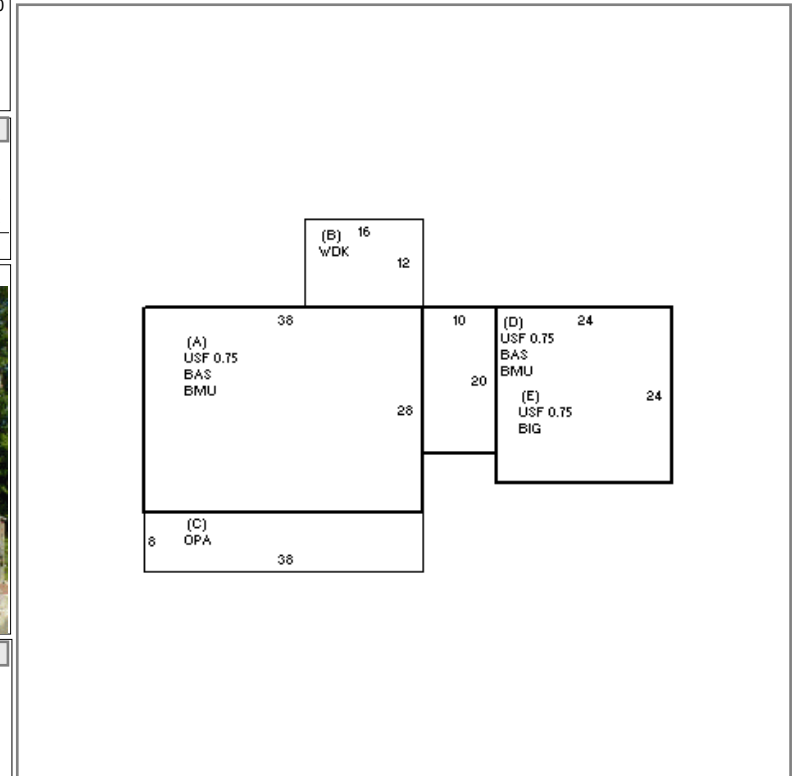 (B) 16
WDK
12
38
(A)
USF 0.75
BAS
BMU
28
10
20
(D) 24
USF 0.75
BAS
BMU
(E)
USF 0.75
BIG
24
(C)
8 OPA
38